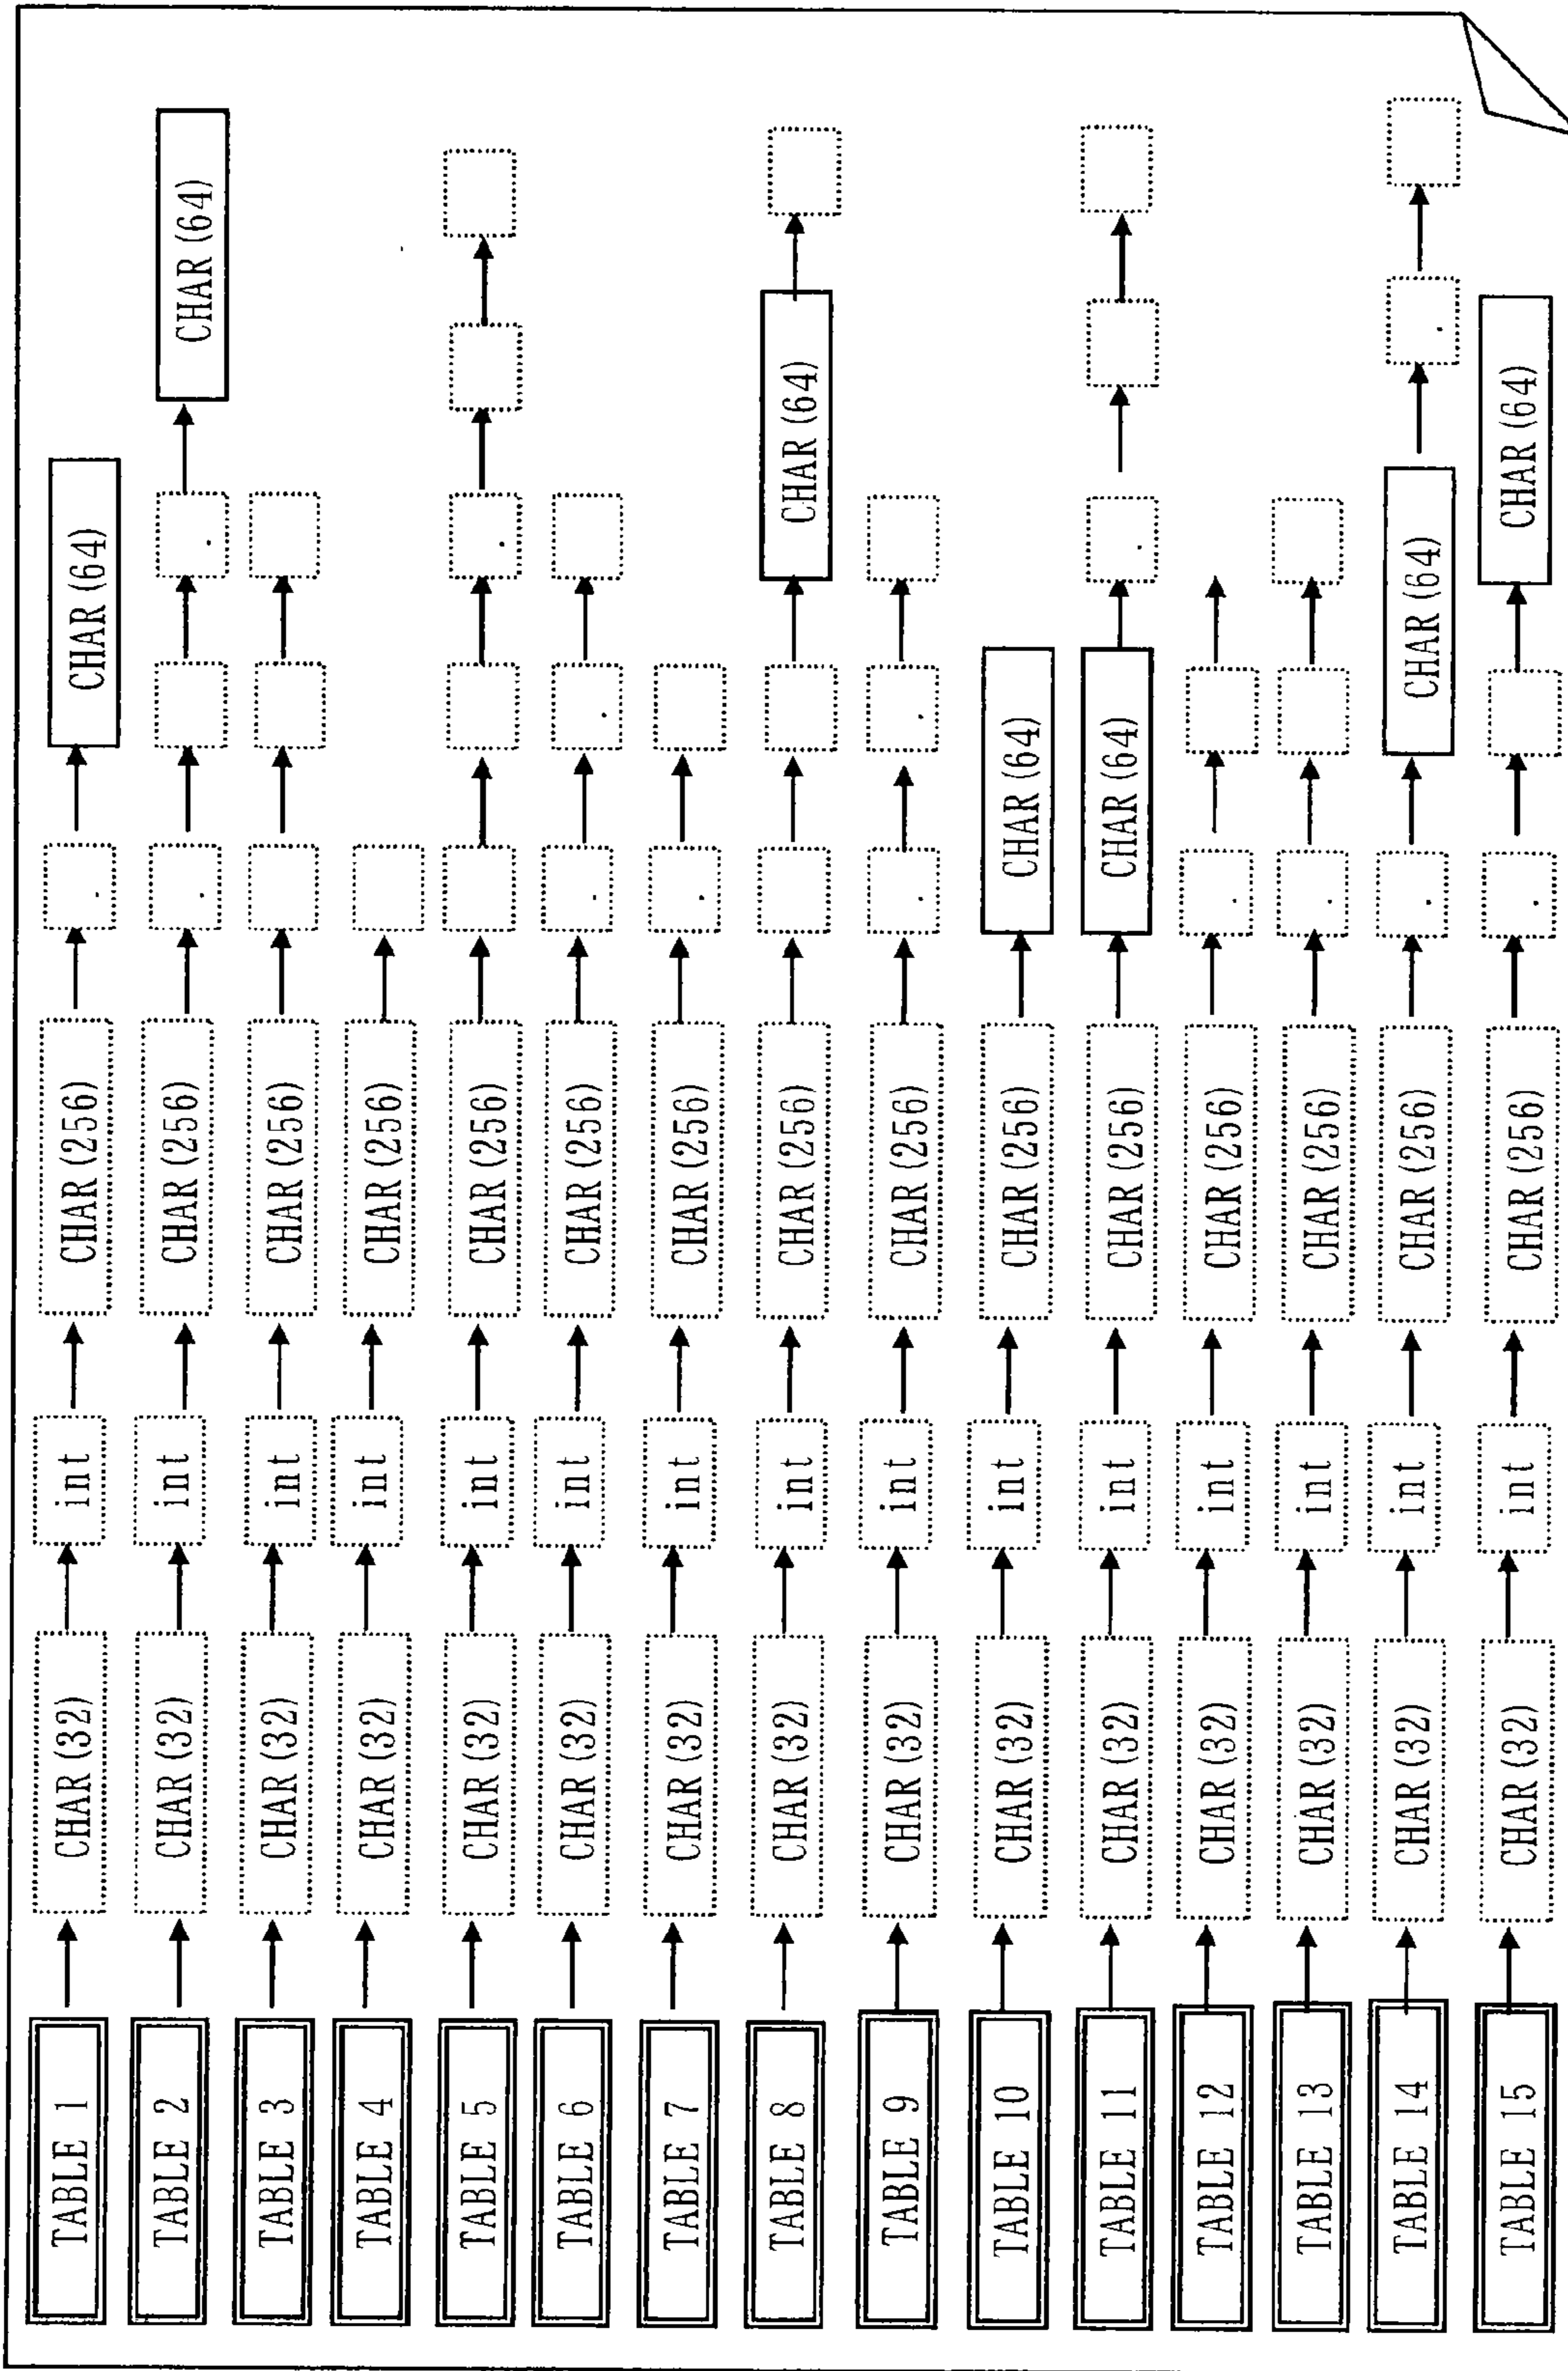 TABLE 1 CHAR (32) int CHAR (256) CHAR (64)
TABLE 2 CHAR (32) int CHAR (256) CHAR (64)
TABLE 3 CHAR (32) int CHAR (256)
TABLE 4 CHAR (32) int CHAR (256)
TABLE 5 CHAR (32) int CHAR (256)
TABLE 6 CHAR (32) int CHAR (256)
TABLE 7 CHAR (32) int CHAR (256)
TABLE 8 CHAR (32) int CHAR (256) CHAR (64)
TABLE 9 CHAR (32) int CHAR (256)
TABLE 10 CHAR (32) int CHAR (256) CHAR (64)
TABLE 11 CHAR (32) int CHAR (256) CHAR (64)
TABLE 12 CHAR (32) int CHAR (256)
TABLE 13 CHAR (32) int CHAR (256)
TABLE 14 CHAR (32) int CHAR (256) CHAR (64)
TABLE 15 CHAR (32) int CHAR (256) CHAR (64)